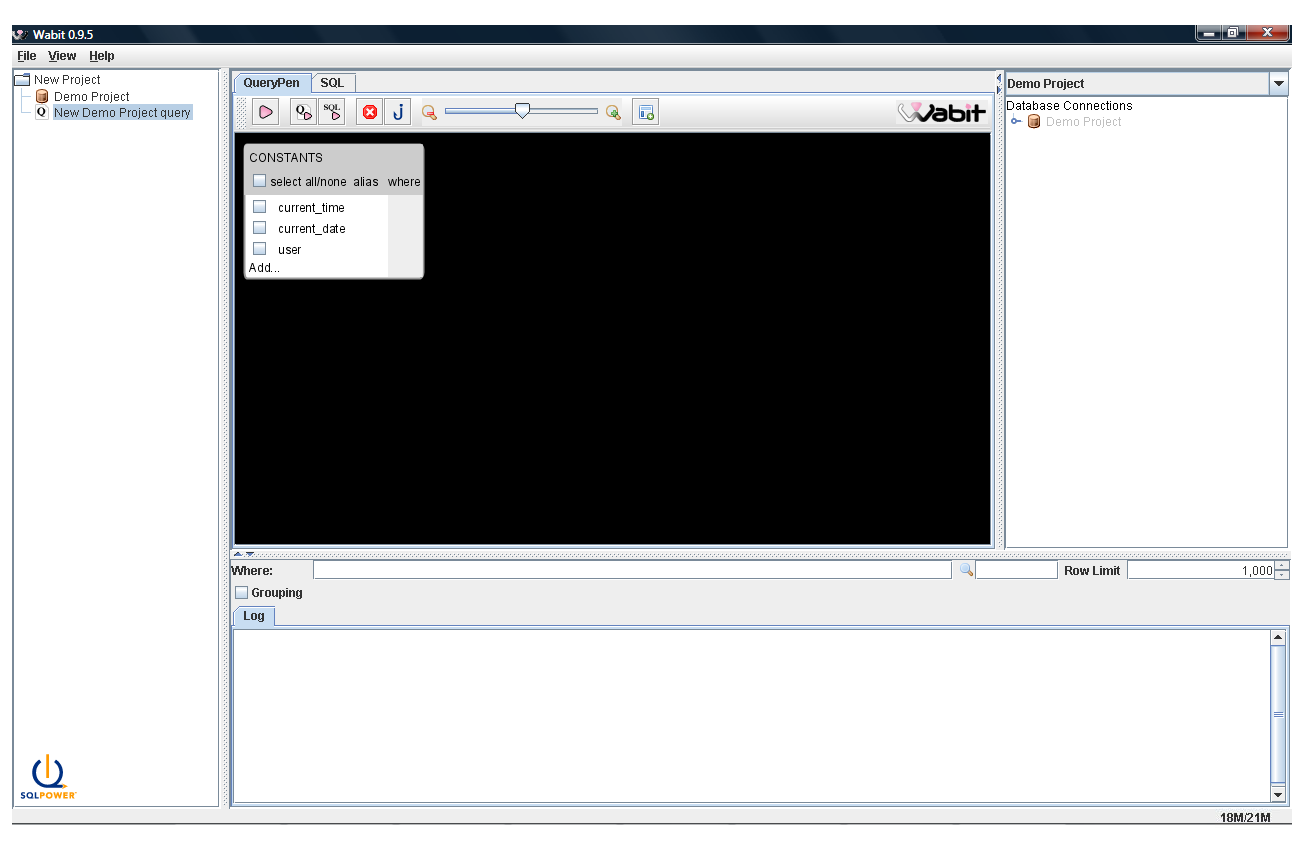 Wabit 0.9.5
File View Help
New Project
Demo Project
Q New Demo Project query
QueryPen SQL
Q SQL j Wabit
CONSTANTS
select all/none alias where
current_time
current_date
user
Add...
Demo Project
Database Connections
Demo Project
Where: Row Limit 1,000
Grouping
Log
SQLPOWER
18M/21M